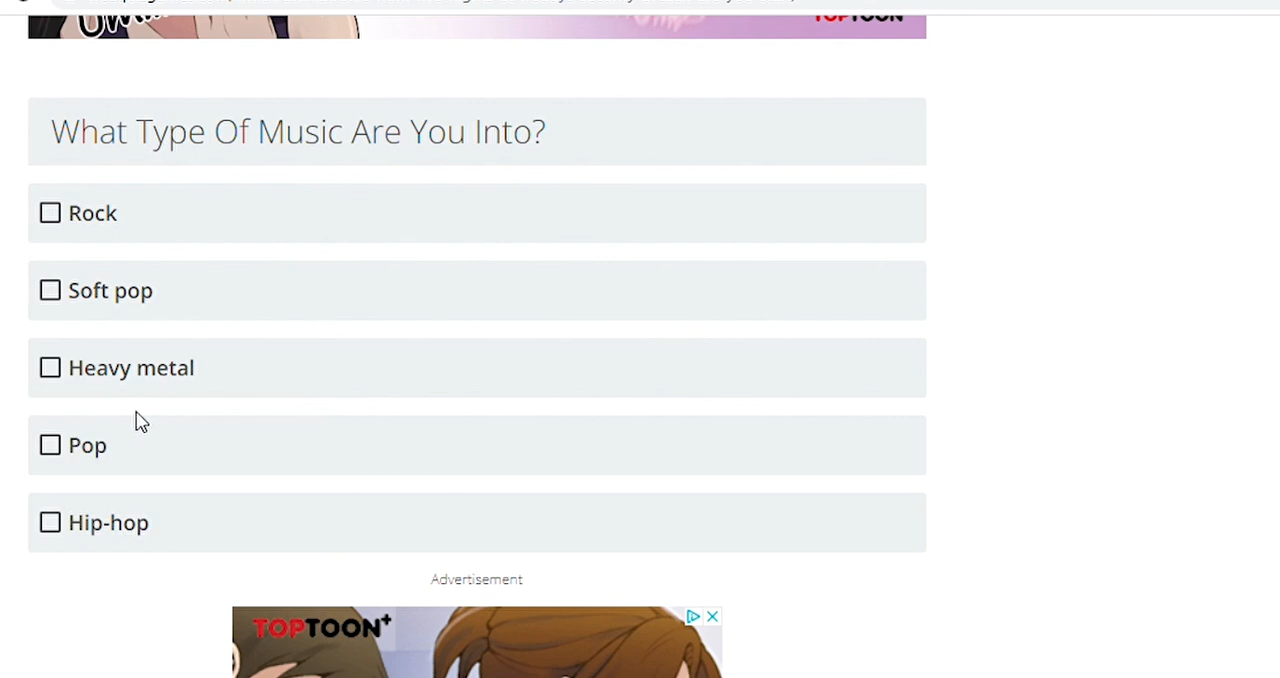 TOPTOON
What Type Of Music Are You Into?
Rock
Soft pop
Heavy metal
Pop
Hip-hop
Advertisement
TOPTOON+